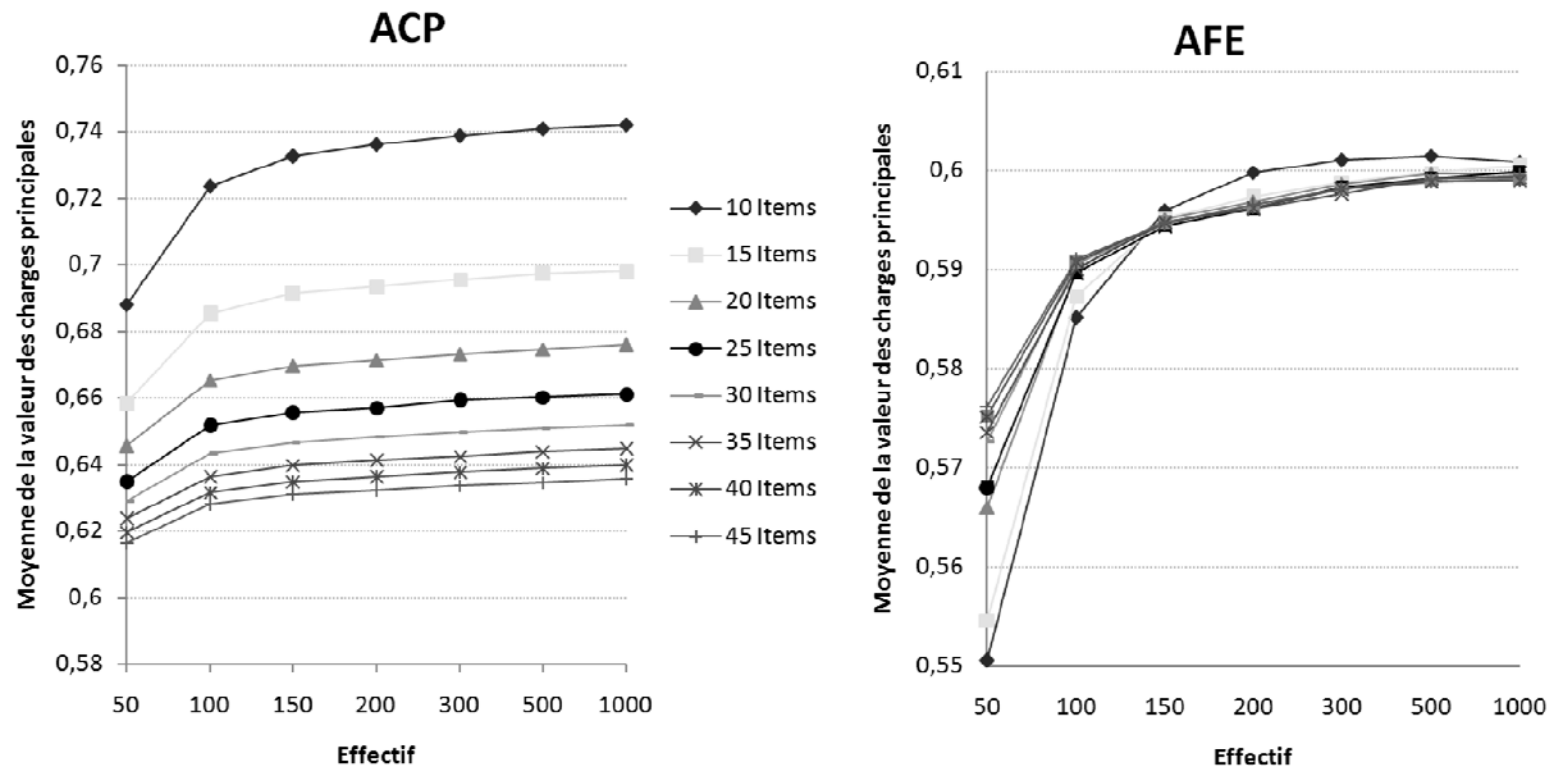 ACP
Moyenne de la valeur des charges principales
0,76
0,74
0,72
0,7
0,68
0,66
0,64
0,62
0,6
0,58
50 100 150 200 300 500 1000
Effectif
10 Items
15 Items
20 Items
25 Items
30 Items
35 Items
40 Items
45 Items
AFE
Moyenne de la valeur des charges principales
0,61
0,6
0,59
0,58
0,57
0,56
0,55
50 100 150 200 300 500 1000
Effectif